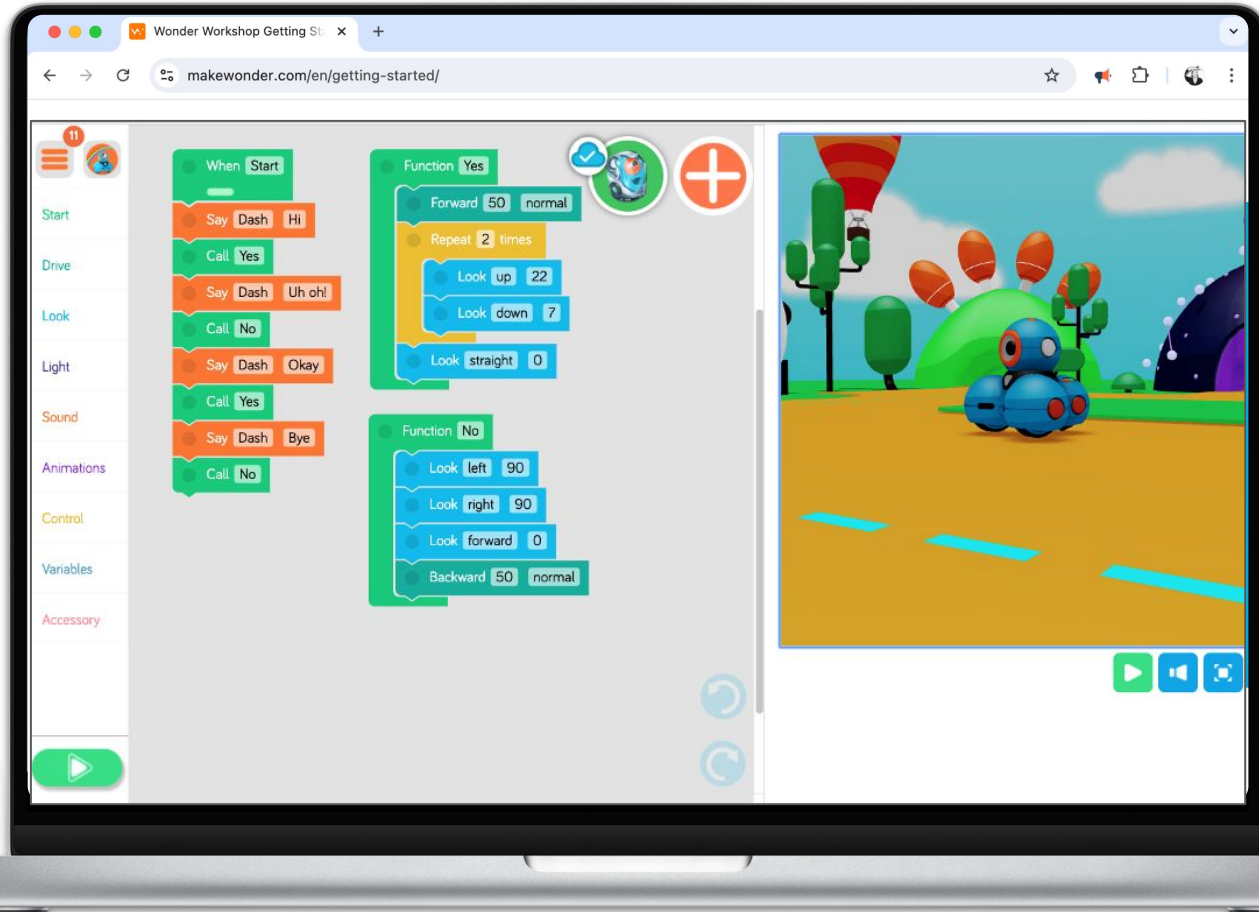 Wonder Workshop Getting St
makewonder.com/en/getting-started/
11
Start
Drive
Look
Light
Sound
Animations
Control
Variables
Accessory
When Start
Say Dash Hi
Call Yes
Say Dash Uh oh!
Call No
Say Dash Okay
Call Yes
Say Dash Bye
Call No
Function Yes
Forward 50 normal
Repeat 2 times
Look up 22
Look down 7
Look straight 0
Function No
Look left 90
Look right 90
Look forward 0
Backward 50 normal